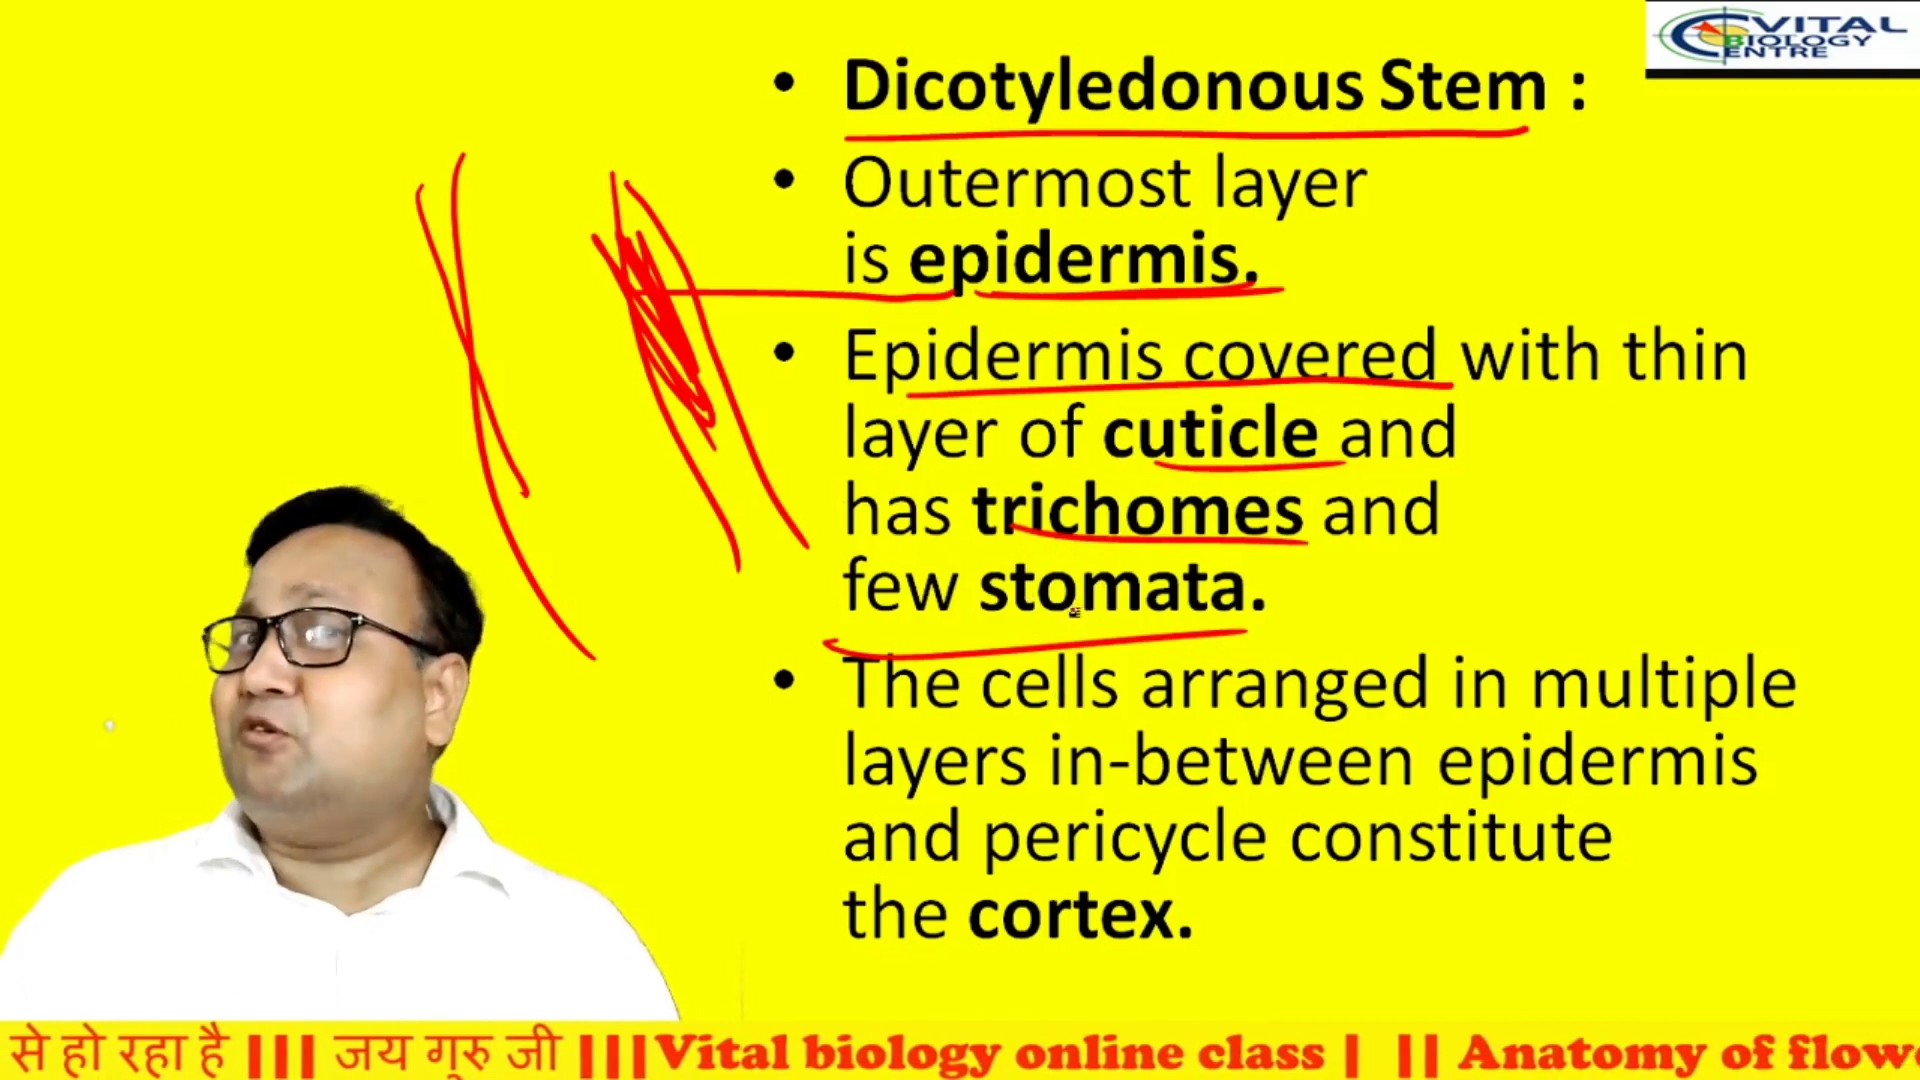 VITAL
BIOLOGY
CENTRE
• Dicotyledonous Stem :
• Outermost layer
is epidermis.
• Epidermis covered with thin
layer of cuticle and
has trichomes and
few stomata.
• The cells arranged in multiple
layers in-between epidermis
and pericycle constitute
the cortex.
से हो रहा है ||| जय गुरु जी |||Vital biology online class | || Anatomy of flowe